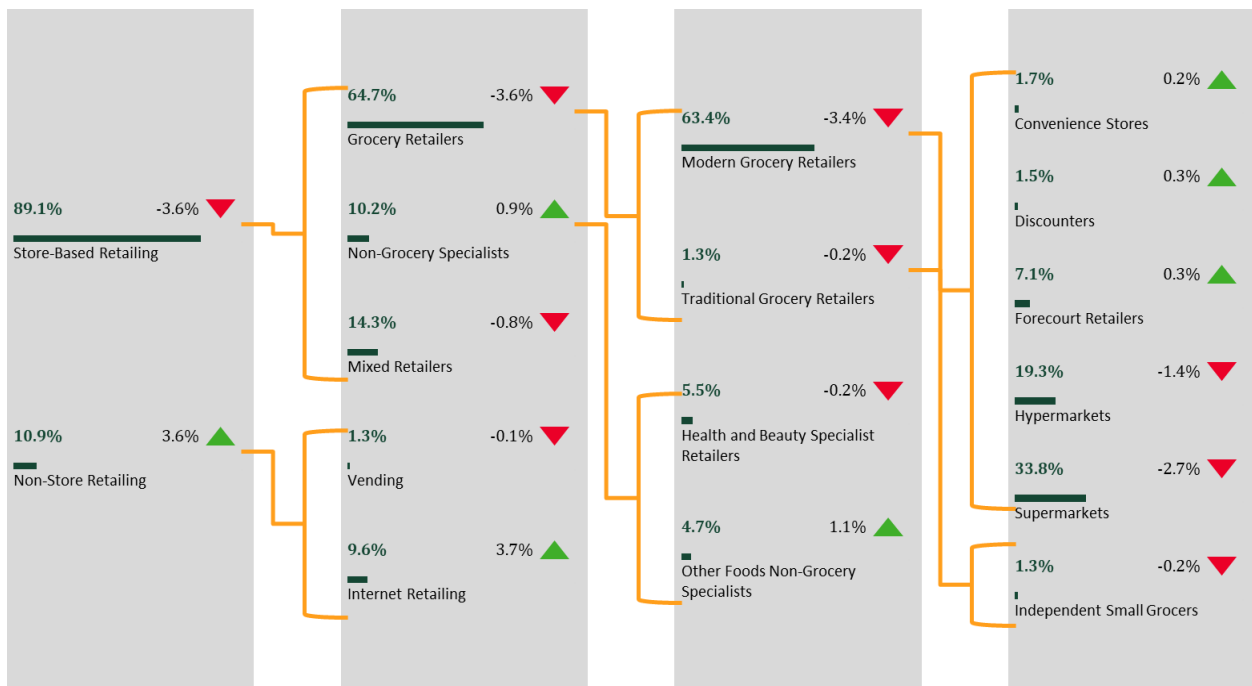 89.1% -3.6%
Store-Based Retailing
10.9% 3.6%
Non-Store Retailing
64.7% -3.6%
Grocery Retailers
10.2% 0.9%
Non-Grocery Specialists
14.3% -0.8%
Mixed Retailers
1.3% -0.1%
Vending
9.6% 3.7%
Internet Retailing
63.4% -3.4%
Modern Grocery Retailers
1.3% -0.2%
Traditional Grocery Retailers
5.5% -0.2%
Health and Beauty Specialist
Retailers
4.7% 1.1%
Other Foods Non-Grocery
Specialists
1.7% 0.2%
Convenience Stores
1.5% 0.3%
Discounters
7.1% 0.3%
Forecourt Retailers
19.3% -1.4%
Hypermarkets
33.8% -2.7%
Supermarkets
1.3% -0.2%
Independent Small Grocers